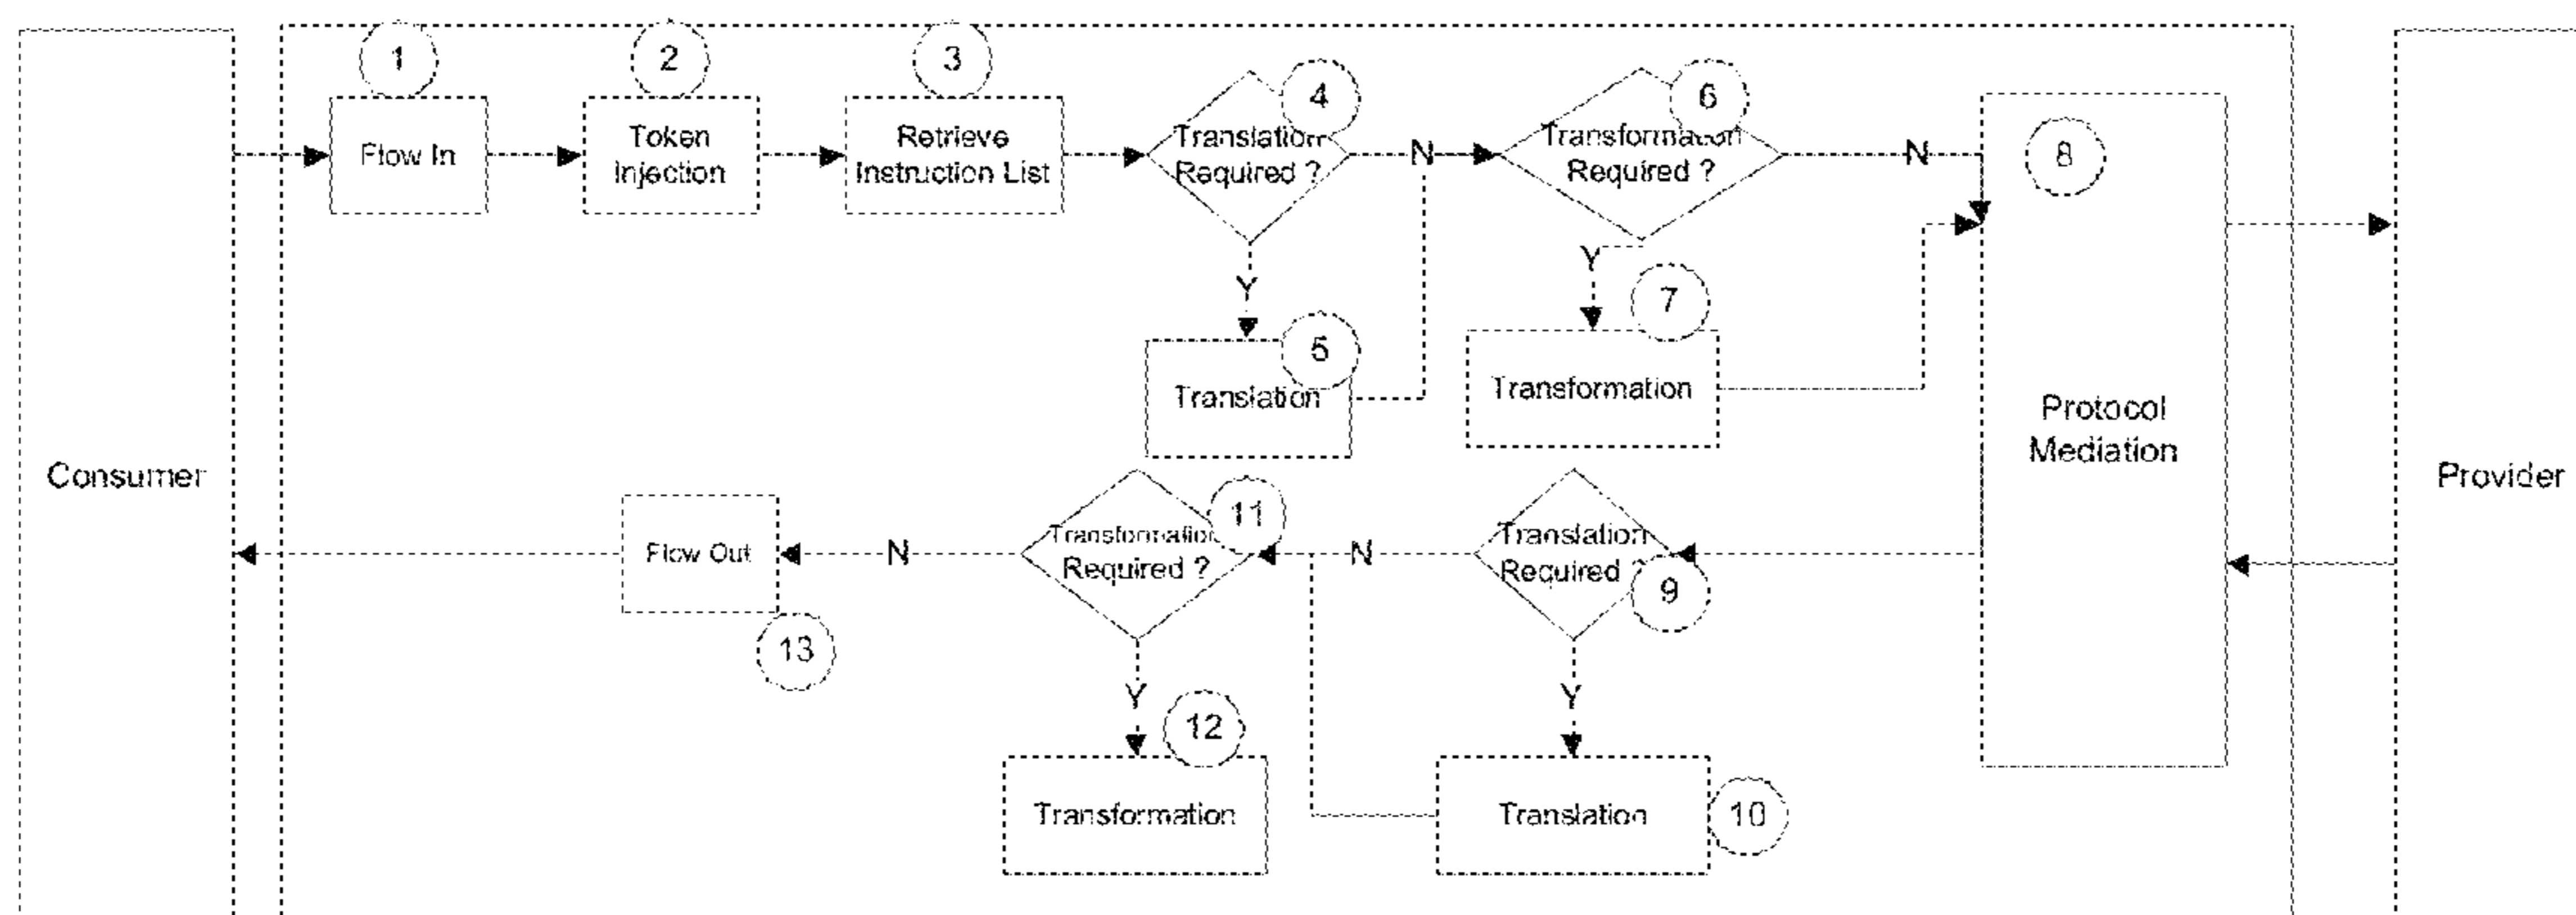 1
2
3
4
6
8
Flow In
Token
Injection
Retrieve
Instruction List
Translation
Required ?
N
Transformation
Required ?
N
Y
Y
5
7
Translation
Transformation
Protocol
Mediation
Consumer
Provider
Flow Out
13
N
Transformation
Required ?
11
N
Translation
Required ?
9
Y
Y
12
Transformation
Translation
10